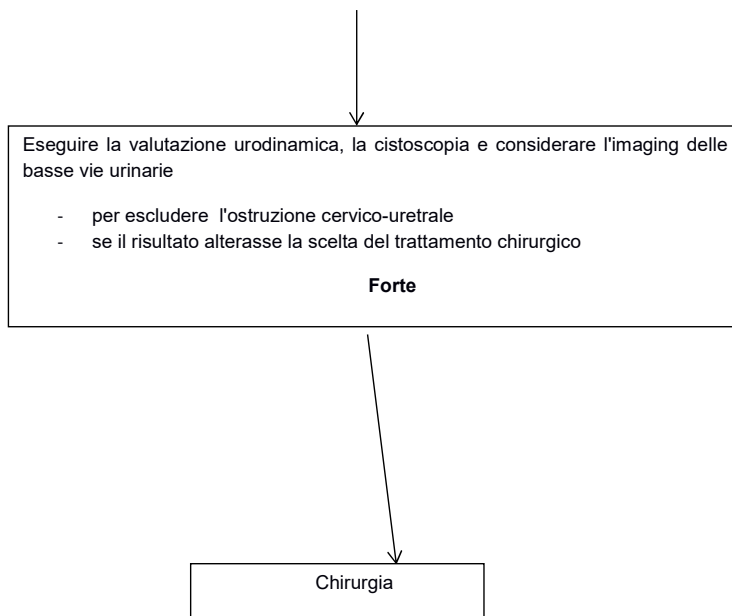 Eseguire la valutazione urodinamica, la cistoscopia e considerare l'imaging delle
basse vie urinarie
- per escludere l'ostruzione cervico-uretrale
- se il risultato alterasse la scelta del trattamento chirurgico
Forte
Chirurgia